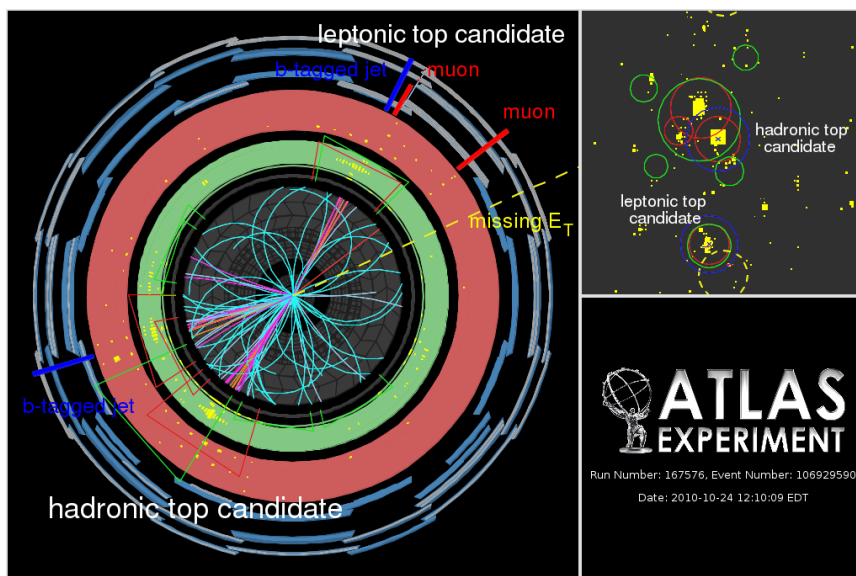 leptonic top candidate
b-tagged jet
muon
muon
missing E_T
b-tagged jet
hadronic top candidate
hadronic top
candidate
leptonic top
candidate
ATLAS
EXPERIMENT
Run Number: 167576, Event Number: 106929590
Date: 2010-10-24 12:10:09 EDT